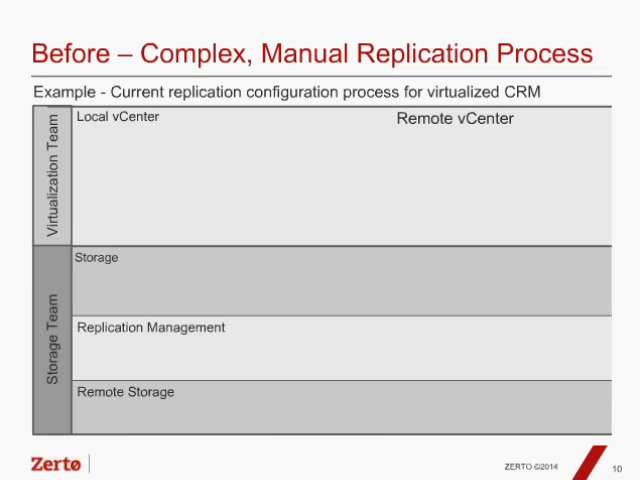 Before – Complex, Manual Replication Process
Example - Current replication configuration process for virtualized CRM
Virtualization Team
Local vCenter
Remote vCenter
Storage Team
Storage
Replication Management
Remote Storage
Zerto
ZERTO ©2014
10